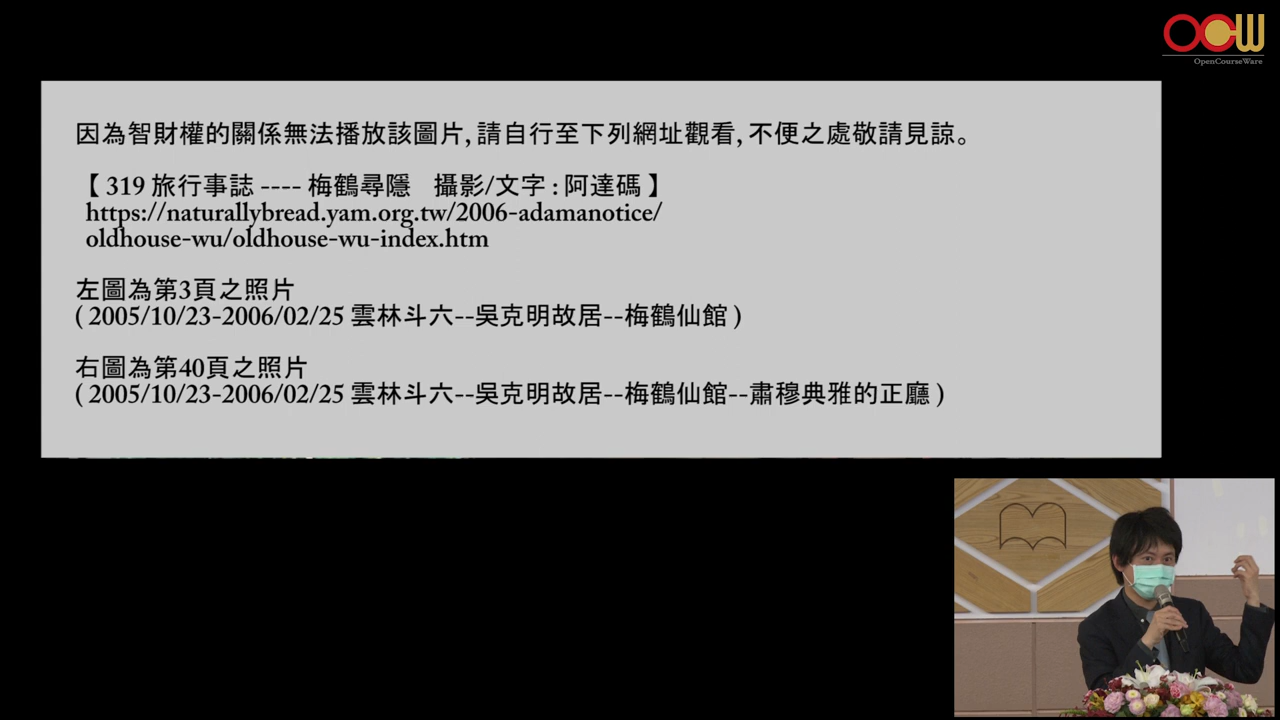 OCW
OpenCourseWare
因為智財權的關係無法播放該圖片,請自行至下列網址觀看,不便之處敬請見諒。
【 319 旅行事誌 ---- 梅鶴尋隱 攝影/文字 : 阿達碼 】
https://naturallybread.yam.org.tw/2006-adamanotice/
oldhouse-wu/oldhouse-wu-index.htm
左圖為第3頁之照片
( 2005/10/23-2006/02/25 雲林斗六--吳克明故居--梅鶴仙館 )
右圖為第40頁之照片
( 2005/10/23-2006/02/25 雲林斗六--吳克明故居--梅鶴仙館--肅穆典雅的正廳 )